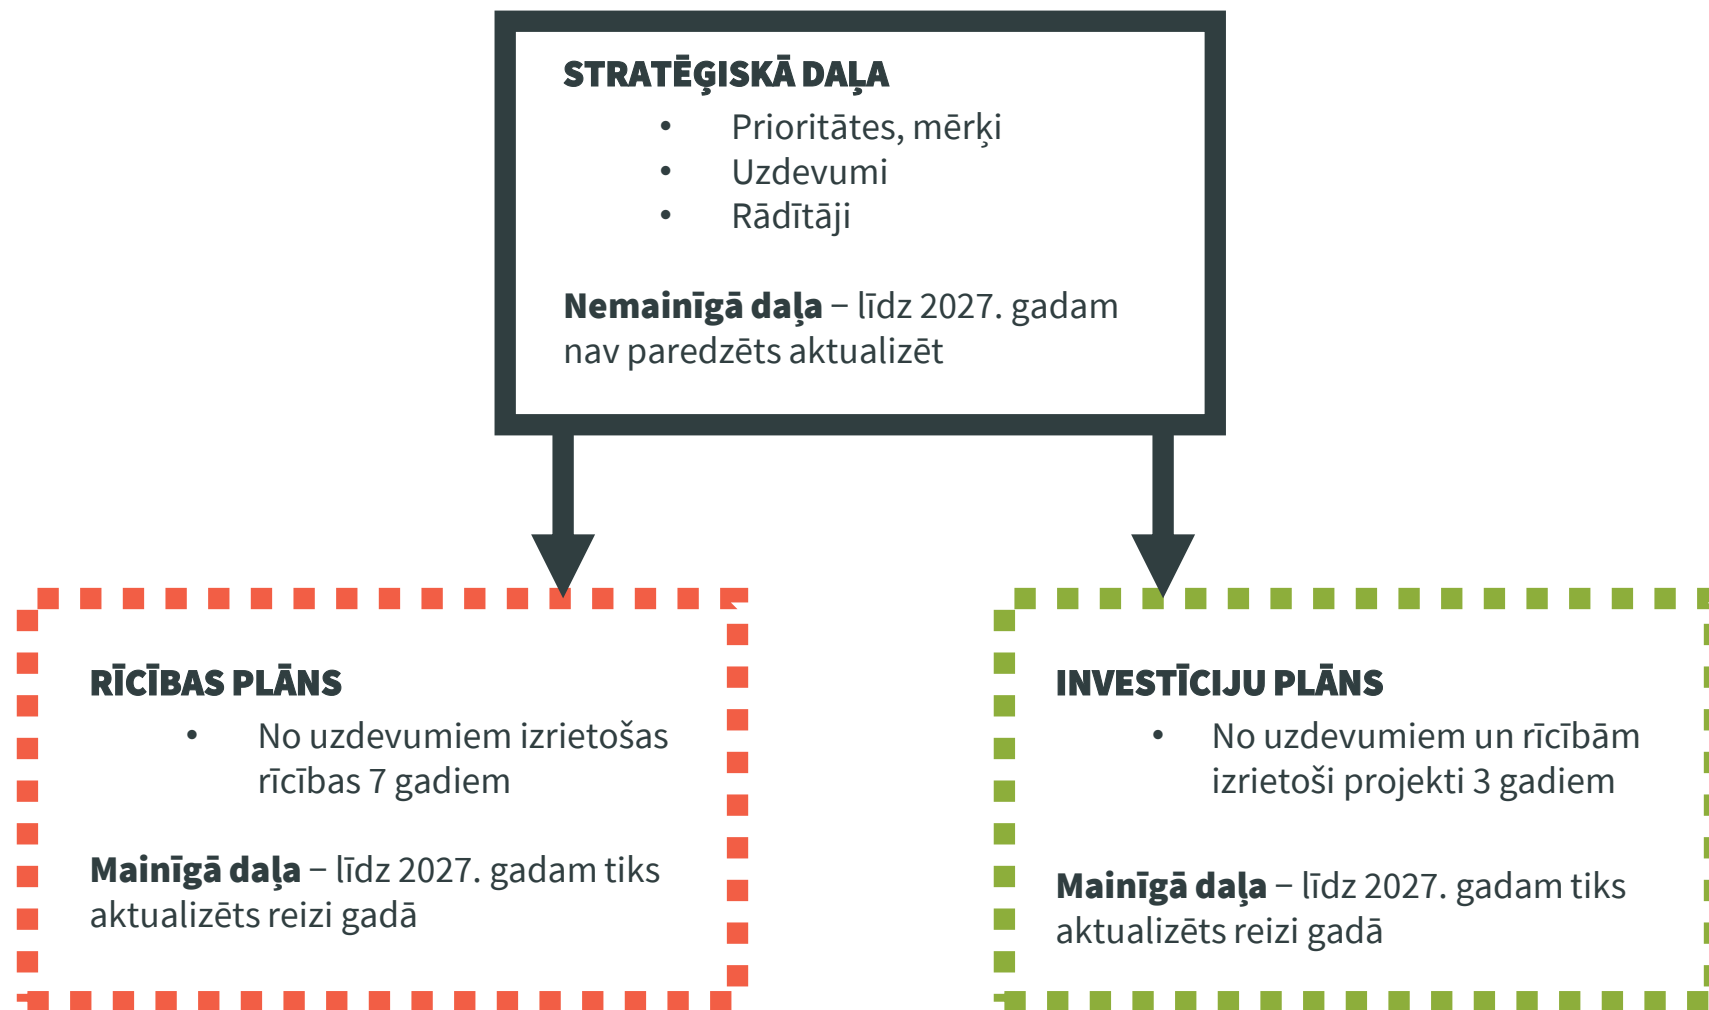 STRATĒĢISKĀ DAĻA
• Prioritātes, mērķi
• Uzdevumi
• Rādītāji
Nemainīgā daļa – līdz 2027. gadam
nav paredzēts aktualizēt
RĪCĪBAS PLĀNS
• No uzdevumiem izrietošas
rīcības 7 gadiem
Mainīgā daļa – līdz 2027. gadam tiks
aktualizēts reizi gadā
INVESTĪCIJU PLĀNS
• No uzdevumiem un rīcībām
izrietoši projekti 3 gadiem
Mainīgā daļa – līdz 2027. gadam tiks
aktualizēts reizi gadā